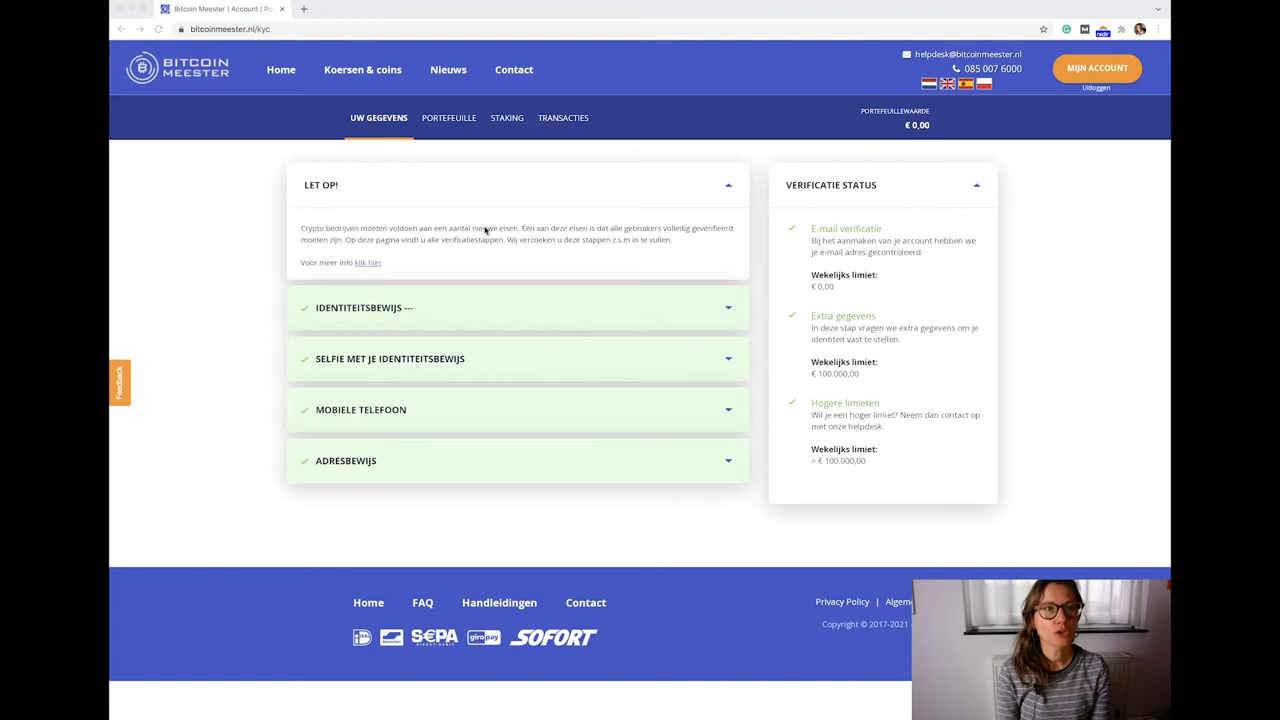 Bitcoin Meester | Account | Po
bitcoinmeester.nl/kyc
redir
BITCOIN
MEESTER
Home
Koersen & coins
Nieuws
Contact
helpdesk@bitcoinmeester.nl
085 007 6000
MIJN ACCOUNT
Uitloggen
UW GEGEVENS
PORTEFEUILLE
STAKING
TRANSACTIES
PORTEFEUILLEWAARDE
€ 0,00
LET OP!
Crypto bedrijven moeten voldoen aan een aantal nieuwe eisen. Één van deze eisen is dat alle gebruikers volledig geverifieerd
moeten zijn. Op deze pagina vindt u alle verificatiestappen. Wij verzoeken u deze stappen z.s.m in te vullen.
Voor meer info klik hier
IDENTITEITSBEWIJS ---
SELFIE MET JE IDENTITEITSBEWIJS
MOBIELE TELEFOON
ADRESBEWIJS
VERIFICATIE STATUS
E-mail verificatie
Bij het aanmaken van je account hebben we
je e-mail adres gecontroleerd.
Wekelijks limiet:
€ 0,00
Extra gegevens
In deze stap vragen we extra gegevens om je
identiteit vast te stellen.
Wekelijks limiet:
€ 100.000,00
Hogere limieten
Wil je een hoger limiet? Neem dan contact op
met onze helpdesk.
Wekelijks limiet:
> € 100.000,00
Feedback
Home
FAQ
Handleidingen
Contact
iD
Bancontact
SEPA
DIRECT DEBIT
giropay
SOFORT
Privacy Policy | Algeme
Copyright © 2017-2021